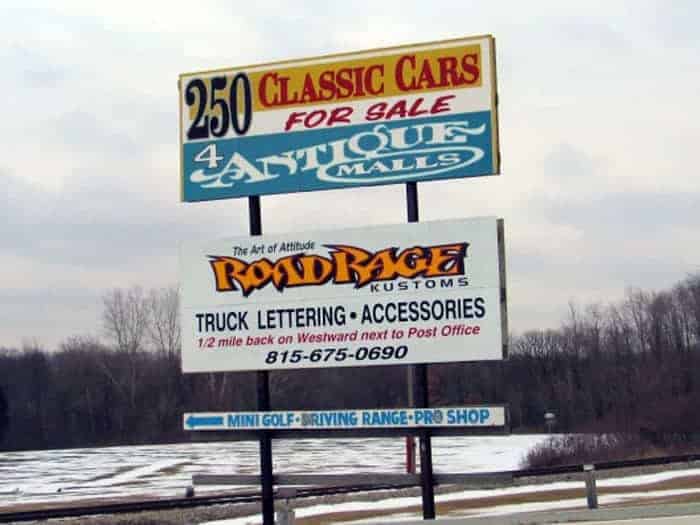 250 CLASSIC CARS
FOR SALE
4 ANTIQUE
MALLS
The Art of Attitude
ROAD RAGE
KUSTOMS
TRUCK LETTERING • ACCESSORIES
1/2 mile back on Westward next to Post Office
815-675-0690
MINI GOLF • DRIVING RANGE • PRO SHOP